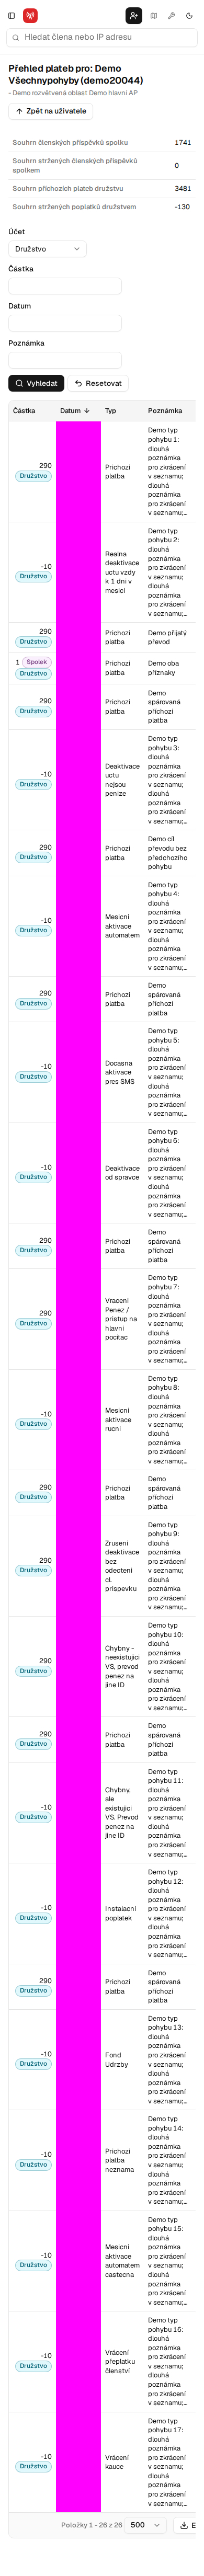 Hledat člena nebo IP adresu
Přehled plateb pro: Demo
Všechnypohyby (demo20044)
- Demo rozvětvená oblast Demo hlavní AP
Zpět na uživatele
Souhrn členských příspěvků spolku 1741
Souhrn stržených členských příspěvků
spolkem 0
Souhrn příchozích plateb družstvu 3481
Souhrn stržených poplatků družstvem -130
Účet
Družstvo
Částka
Datum
Poznámka
Vyhledat Resetovat
Částka Datum Typ Poznámka
290 Družstvo Prichozi platba Demo typ pohybu 1: dlouhá poznámka pro zkrácení v seznamu; dlouhá poznámka pro zkrácení v seznamu;...
-10 Družstvo Realna deaktivace uctu vzdy k 1 dni v mesici Demo typ pohybu 2: dlouhá poznámka pro zkrácení v seznamu; dlouhá poznámka pro zkrácení v seznamu;...
290 Družstvo Prichozi platba Demo přijatý převod
1 Spolek Družstvo Prichozi platba Demo oba příznaky
290 Družstvo Prichozi platba Demo spárovaná příchozí platba
-10 Družstvo Deaktivace uctu nejsou penize Demo typ pohybu 3: dlouhá poznámka pro zkrácení v seznamu; dlouhá poznámka pro zkrácení v seznamu;...
290 Družstvo Prichozi platba Demo cíl převodu bez předchozího pohybu
-10 Družstvo Mesicni aktivace automatem Demo typ pohybu 4: dlouhá poznámka pro zkrácení v seznamu; dlouhá poznámka pro zkrácení v seznamu;...
290 Družstvo Prichozi platba Demo spárovaná příchozí platba
-10 Družstvo Docasna aktivace pres SMS Demo typ pohybu 5: dlouhá poznámka pro zkrácení v seznamu; dlouhá poznámka pro zkrácení v seznamu;...
-10 Družstvo Deaktivace od spravce Demo typ pohybu 6: dlouhá poznámka pro zkrácení v seznamu; dlouhá poznámka pro zkrácení v seznamu;...
290 Družstvo Prichozi platba Demo spárovaná příchozí platba
290 Družstvo Vraceni Penez / pristup na hlavni pocitac Demo typ pohybu 7: dlouhá poznámka pro zkrácení v seznamu; dlouhá poznámka pro zkrácení v seznamu;...
-10 Družstvo Mesicni aktivace rucni Demo typ pohybu 8: dlouhá poznámka pro zkrácení v seznamu; dlouhá poznámka pro zkrácení v seznamu;...
290 Družstvo Prichozi platba Demo spárovaná příchozí platba
290 Družstvo Zruseni deaktivace bez odecteni cl. prispevku Demo typ pohybu 9: dlouhá poznámka pro zkrácení v seznamu; dlouhá poznámka pro zkrácení v seznamu;...
290 Družstvo Chybny - neexistujici VS, prevod penez na jine ID Demo typ pohybu 10: dlouhá poznámka pro zkrácení v seznamu; dlouhá poznámka pro zkrácení v seznamu;...
290 Družstvo Prichozi platba Demo spárovaná příchozí platba
-10 Družstvo Chybny, ale existujici VS. Prevod penez na jine ID Demo typ pohybu 11: dlouhá poznámka pro zkrácení v seznamu; dlouhá poznámka pro zkrácení v seznamu;...
-10 Družstvo Instalacni poplatek Demo typ pohybu 12: dlouhá poznámka pro zkrácení v seznamu; dlouhá poznámka pro zkrácení v seznamu;...
290 Družstvo Prichozi platba Demo spárovaná příchozí platba
-10 Družstvo Fond Udrzby Demo typ pohybu 13: dlouhá poznámka pro zkrácení v seznamu; dlouhá poznámka pro zkrácení v seznamu;...
-10 Družstvo Prichozi platba neznama Demo typ pohybu 14: dlouhá poznámka pro zkrácení v seznamu; dlouhá poznámka pro zkrácení v seznamu;...
-10 Družstvo Mesicni aktivace automatem castecna Demo typ pohybu 15: dlouhá poznámka pro zkrácení v seznamu; dlouhá poznámka pro zkrácení v seznamu;...
-10 Družstvo Vrácení přeplatku členství Demo typ pohybu 16: dlouhá poznámka pro zkrácení v seznamu; dlouhá poznámka pro zkrácení v seznamu;...
-10 Družstvo Vrácení kauce Demo typ pohybu 17: dlouhá poznámka pro zkrácení v seznamu; dlouhá poznámka pro zkrácení v seznamu;...
Položky 1 - 26 z 26 500 E